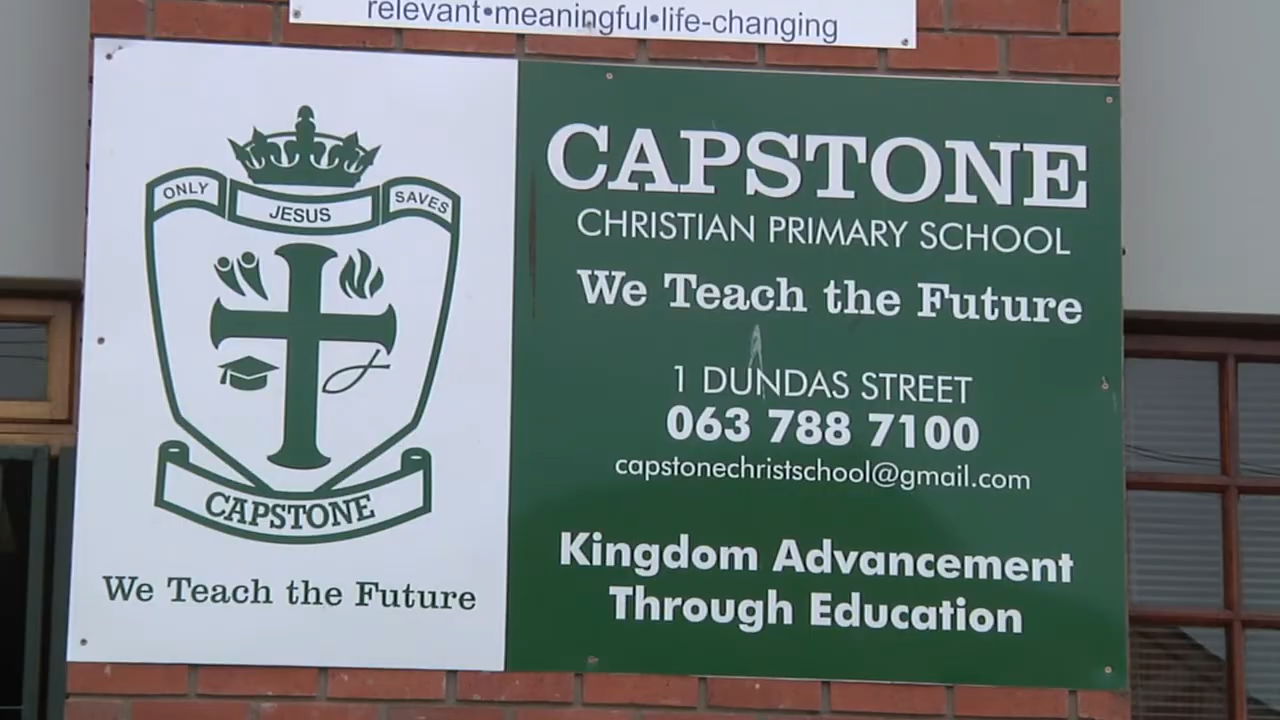 relevant•meaningful•life-changing
ONLY JESUS SAVES
CAPSTONE
We Teach the Future
CAPSTONE
CHRISTIAN PRIMARY SCHOOL
We Teach the Future
1 DUNDAS STREET
063 788 7100
capstonechristschool@gmail.com
Kingdom Advancement
Through Education